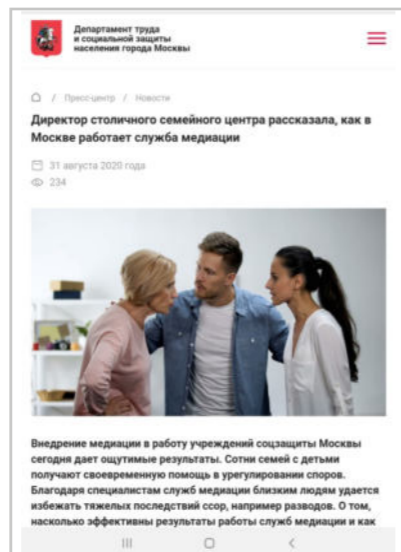 Департамент труда
и социальной защиты
населения города Москвы
/ Пресс-центр / Новости
Директор столичного семейного центра рассказала, как в
Москве работает служба медиации
31 августа 2020 года
234
Внедрение медиации в работу учреждений соцзащиты Москвы
сегодня дает ощутимые результаты. Сотни семей с детьми
получают своевременную помощь в урегулировании споров.
Благодаря специалистам служб медиации близким людям удается
избежать тяжелых последствий ссор, например разводов. О том,
насколько эффективны результаты работы служб медиации и как